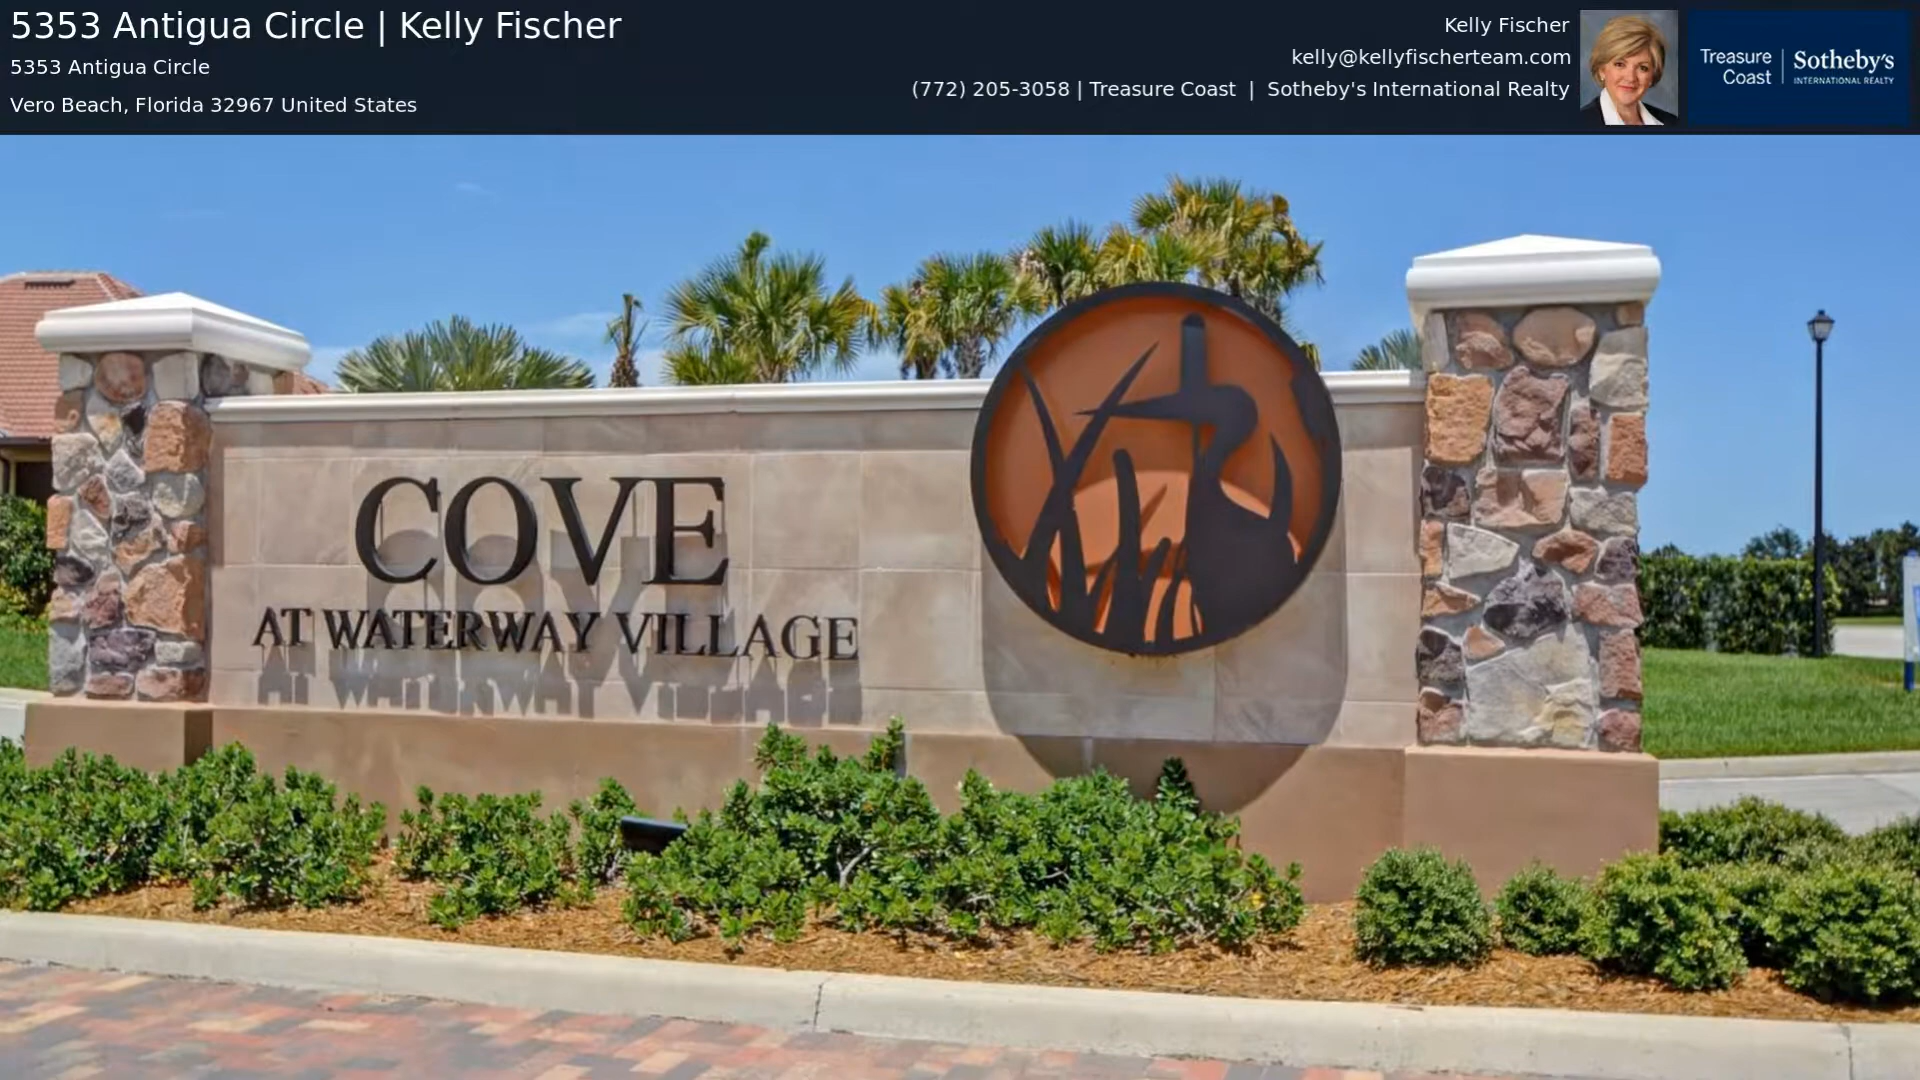 5353 Antigua Circle | Kelly Fischer
5353 Antigua Circle
Vero Beach, Florida 32967 United States
Kelly Fischer
kelly@kellyfischerteam.com
(772) 205-3058 | Treasure Coast | Sotheby's International Realty
Treasure Coast
Sotheby's
INTERNATIONAL REALTY
COVE
AT WATERWAY VILLAGE